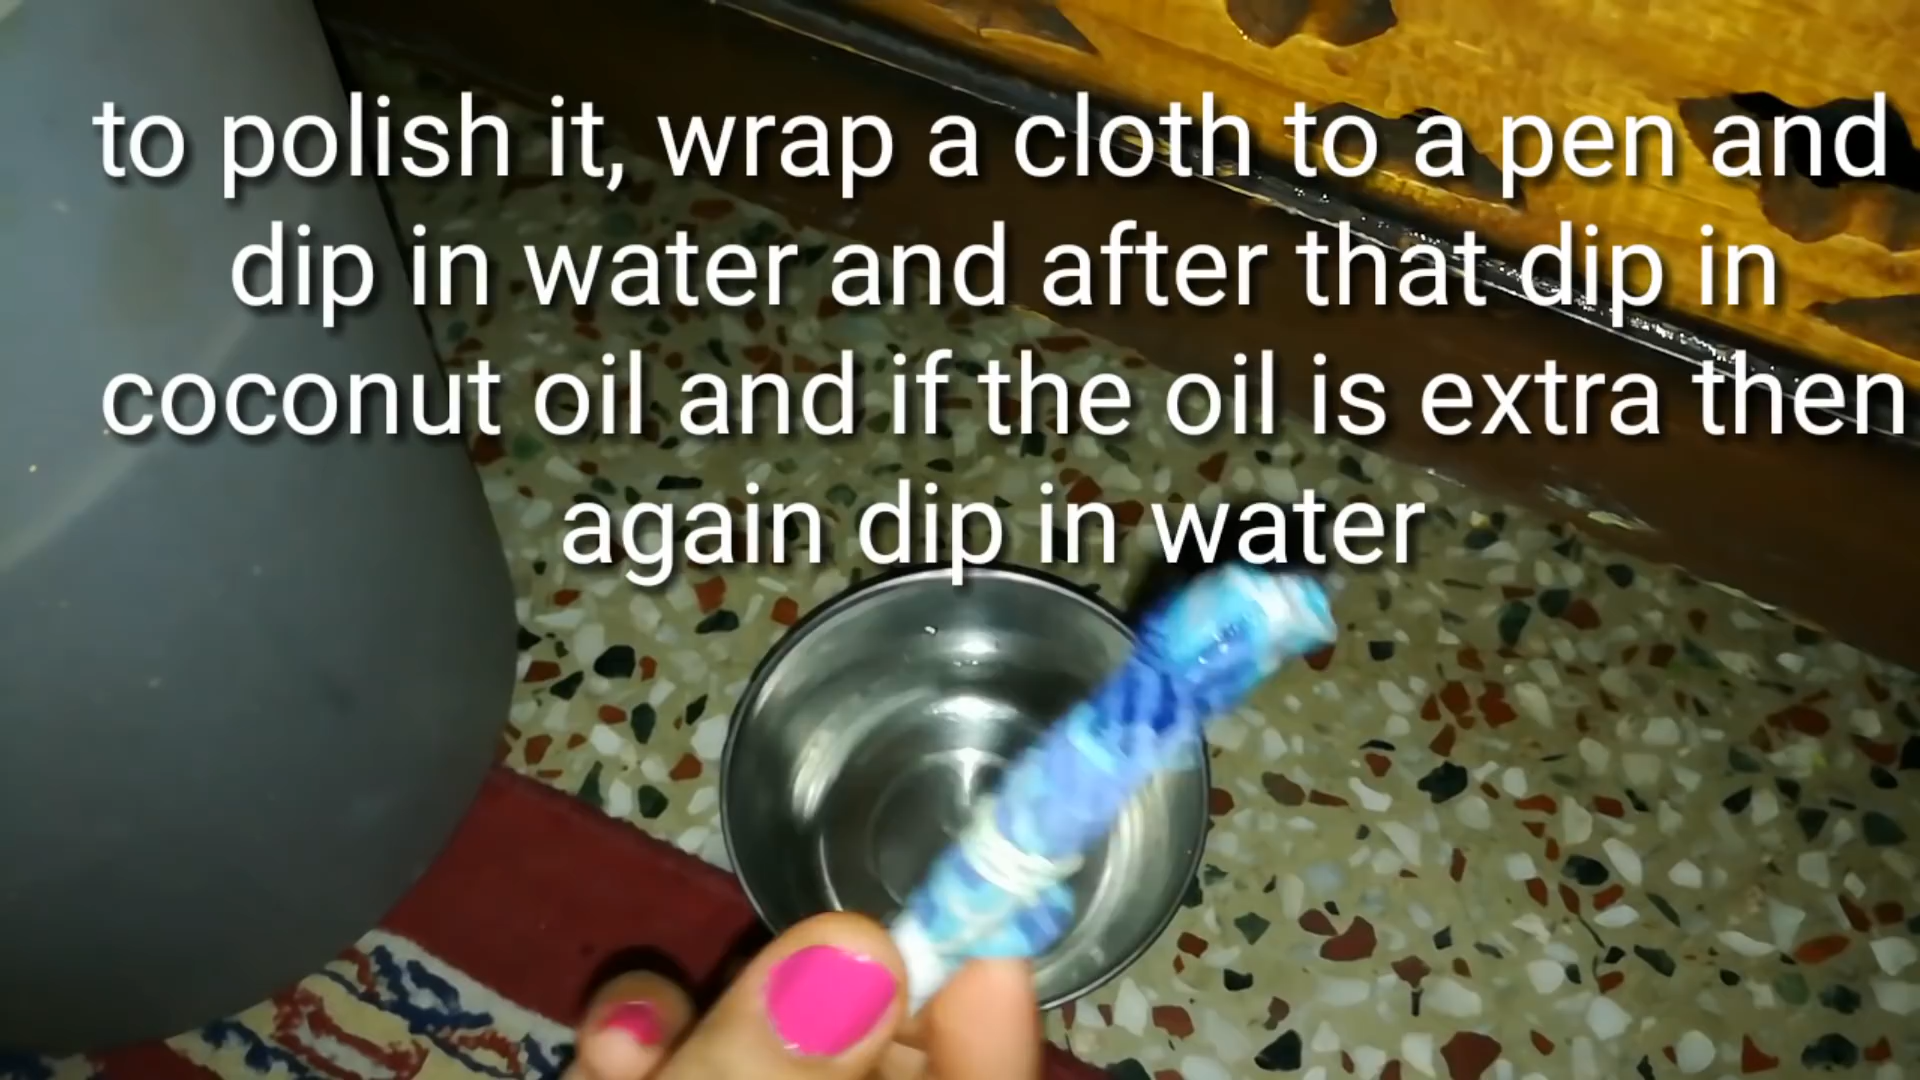 to polish it, wrap a cloth to a pen and
dip in water and after that dip in
coconut oil and if the oil is extra then
again dip in water